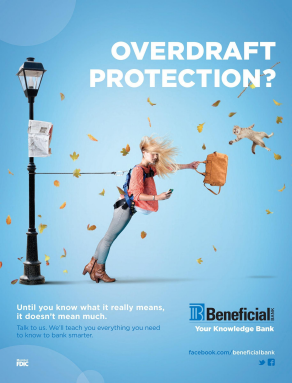 OVERDRAFT
PROTECTION?
Until you know what it really means,
it doesn't mean much.
Talk to us. We'll teach you everything you need
to know to bank smarter.
Beneficial BANK
Your Knowledge Bank
facebook.com/beneficialbank
FDIC